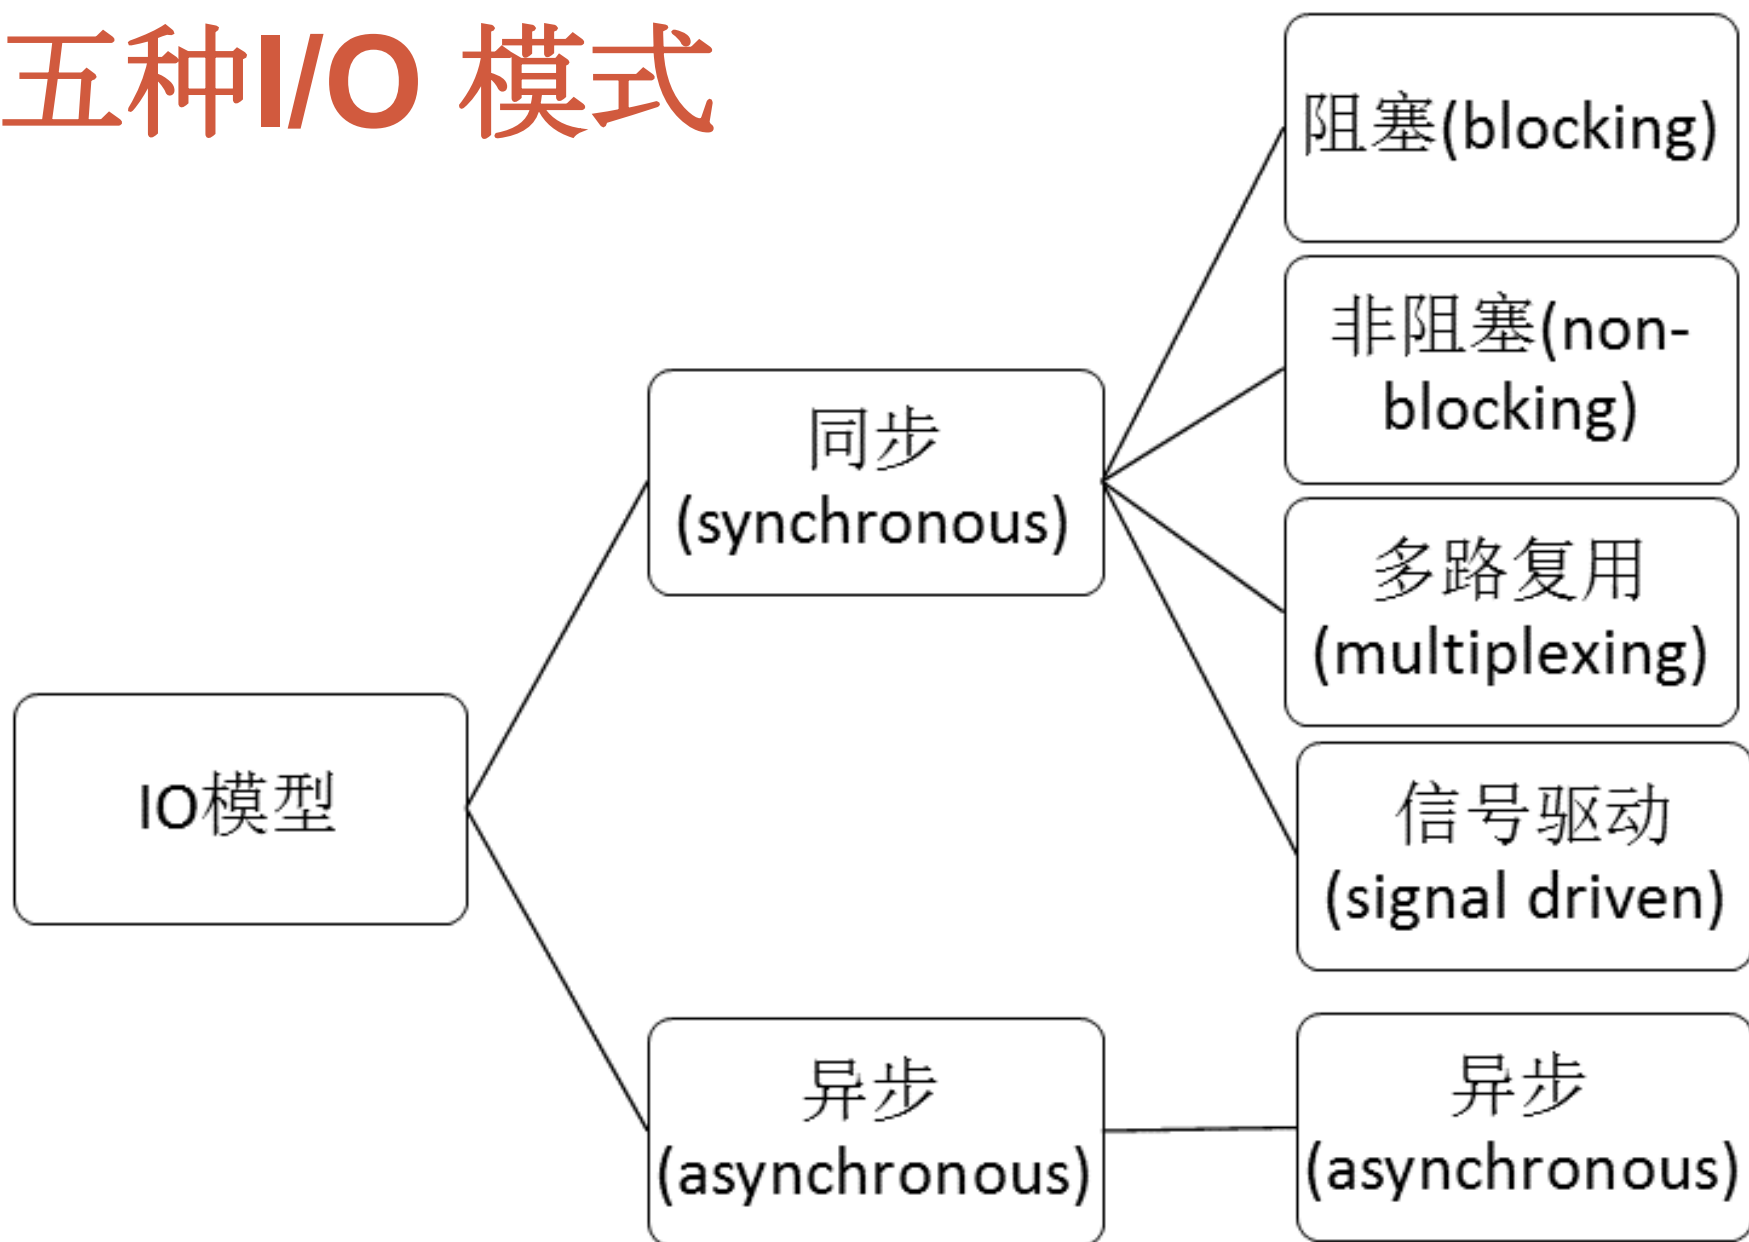 五种I/O 模式
阻塞(blocking)
非阻塞(non-
blocking)
同步
(synchronous)
多路复用
(multiplexing)
IO模型
信号驱动
(signal driven)
异步
(asynchronous)
异步
(asynchronous)